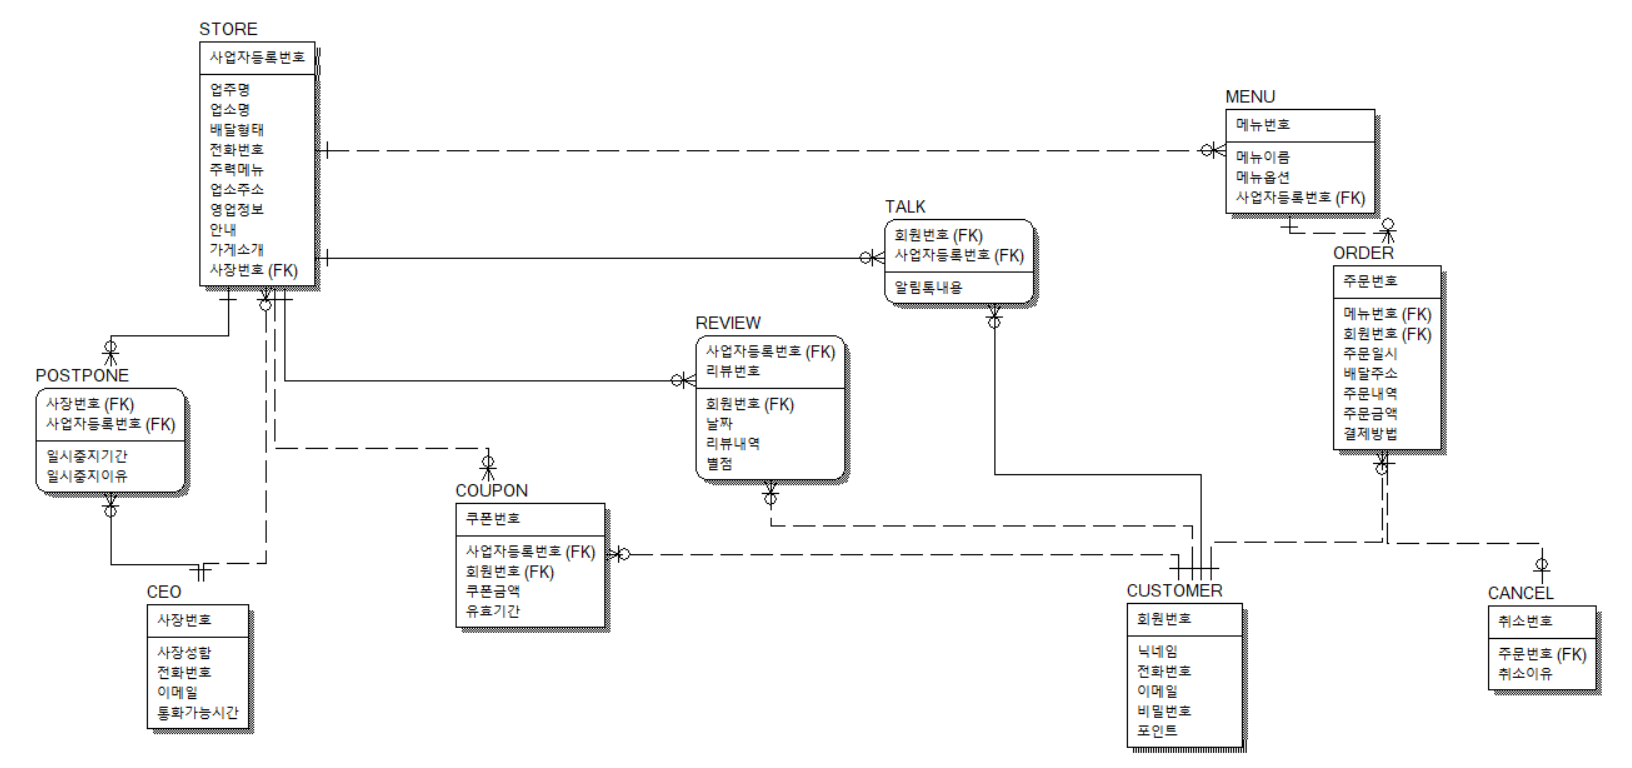 STORE
사업자등록번호
업주명
업소명
배달형태
전화번호
주력메뉴
업소주소
영업정보
안내
가게소개
사장번호 (FK)
MENU
메뉴번호
메뉴이름
메뉴옵션
사업자등록번호 (FK)
TALK
회원번호 (FK)
사업자등록번호 (FK)
알림톡내용
ORDER
주문번호
메뉴번호 (FK)
회원번호 (FK)
주문일시
배달주소
주문내역
주문금액
결제방법
REVIEW
사업자등록번호 (FK)
리뷰번호
회원번호 (FK)
날짜
리뷰내역
별점
POSTPONE
사장번호 (FK)
사업자등록번호 (FK)
일시중지기간
일시중지이유
COUPON
쿠폰번호
사업자등록번호 (FK)
회원번호 (FK)
쿠폰금액
유효기간
CEO
사장번호
사장성함
전화번호
이메일
통화가능시간
CUSTOMER
회원번호
닉네임
전화번호
이메일
비밀번호
포인트
CANCEL
취소번호
주문번호 (FK)
취소이유